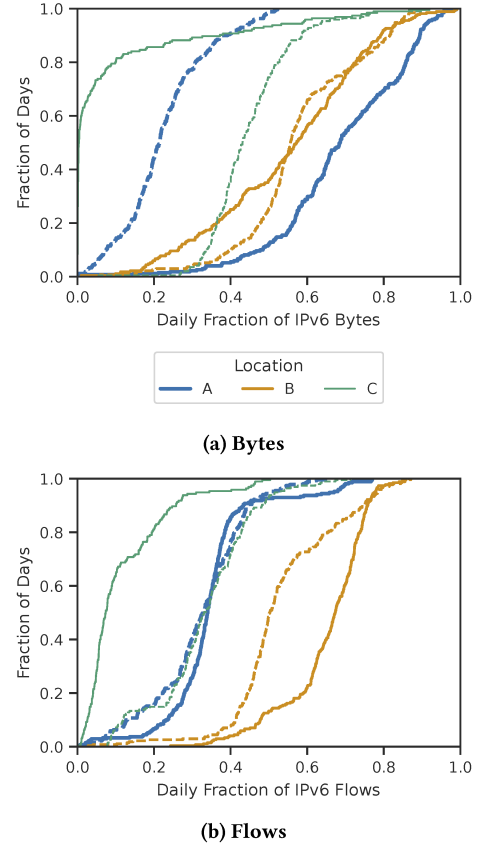 1.0
0.8
0.6
0.4
0.2
0.0
Fraction of Days
0.0 0.2 0.4 0.6 0.8 1.0
Daily Fraction of IPv6 Bytes
Location
A B C
(a) Bytes
1.0
0.8
0.6
0.4
0.2
0.0
Fraction of Days
0.0 0.2 0.4 0.6 0.8 1.0
Daily Fraction of IPv6 Flows
(b) Flows